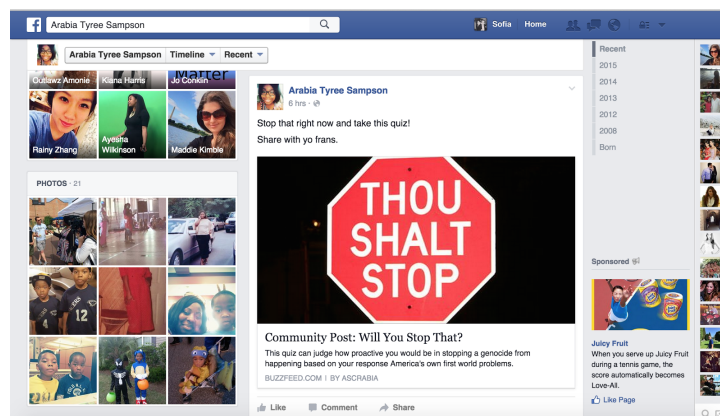 Arabia Tyree Sampson
Sofia Home
Arabia Tyree Sampson Timeline Recent
Outlawz Amonie Kiana Harris Jo Conklin
Rainy Zhang Ayesha Wilkinson Maddie Kimble
PHOTOS · 21
Arabia Tyree Sampson
6 hrs ·
Stop that right now and take this quiz!
Share with yo frans.
THOU
SHALT
STOP
Community Post: Will You Stop That?
This quiz can judge how proactive you would be in stopping a genocide from
happening based on your response America's own first world problems.
BUZZFEED.COM | BY ASCRABIA
Like Comment Share
Recent
2015
2014
2013
2012
2008
Born
Sponsored
Juicy Fruit
When you serve up Juicy Fruit
during a tennis game, the
score automatically becomes
Love-All.
Like Page